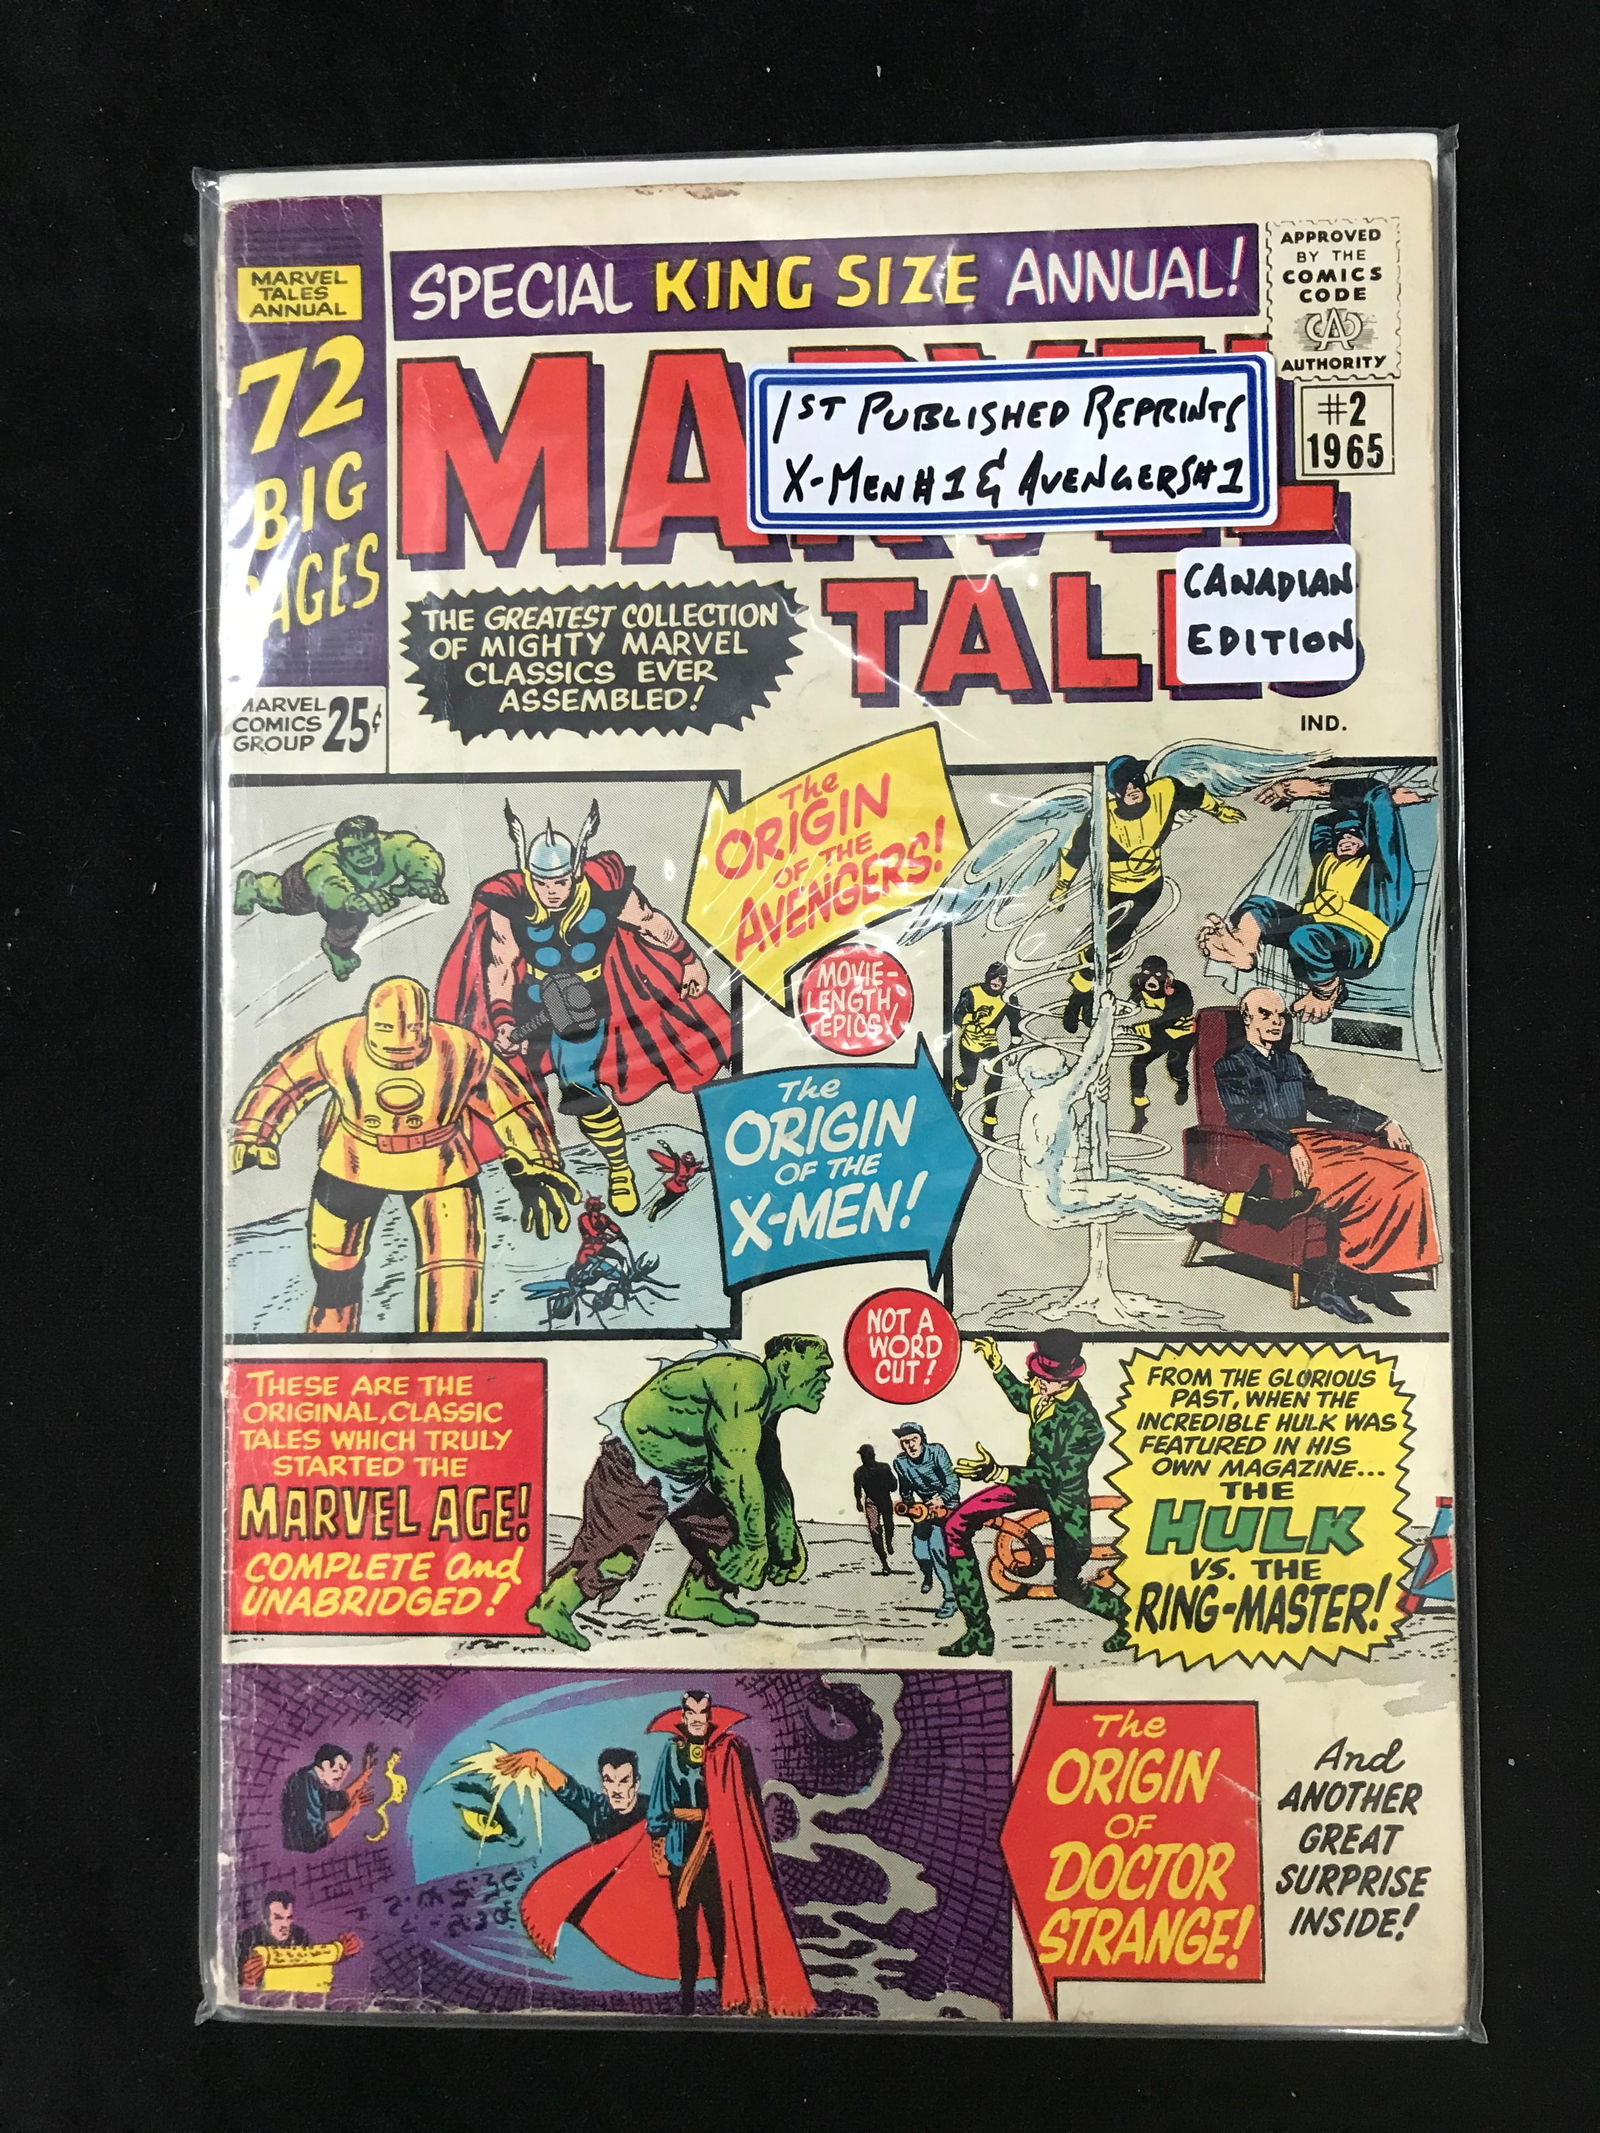 MARVEL
TALES
ANNUAL
72
BIG
PAGES
MARVEL
COMICS
GROUP
25¢
SPECIAL KING SIZE ANNUAL!
APPROVED
BY THE
COMICS
CODE
CA
AUTHORITY
#2
1965
MARVEL
1ST PUBLISHED REPRINTS
X-MEN #1 & AVENGERS #1
TALES
CANADIAN
EDITION
IND.
THE GREATEST COLLECTION
OF MIGHTY MARVEL
CLASSICS EVER
ASSEMBLED!
The
ORIGIN
OF THE
AVENGERS!
MOVIE-
LENGTH
EPICS!
The
ORIGIN
OF THE
X-MEN!
NOT A
WORD
CUT!
THESE ARE THE
ORIGINAL, CLASSIC
TALES WHICH TRULY
STARTED THE
MARVEL AGE!
COMPLETE and
UNABRIDGED!
FROM THE GLORIOUS
PAST, WHEN THE
INCREDIBLE HULK WAS
FEATURED IN HIS
OWN MAGAZINE...
THE
HULK
VS. THE
RING-MASTER!
The
ORIGIN
OF
DOCTOR
STRANGE!
And
ANOTHER
GREAT
SURPRISE
INSIDE!